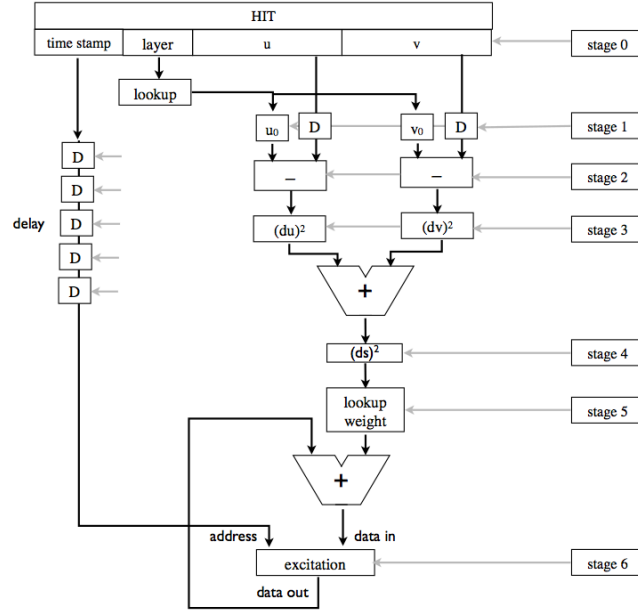 HIT
time stamp layer u v stage 0
lookup
u₀ D v₀ D stage 1
D
– – stage 2
D
delay D (du)² (dv)² stage 3
D
D +
(ds)² stage 4
lookup
weight stage 5
+
address data in
excitation stage 6
data out